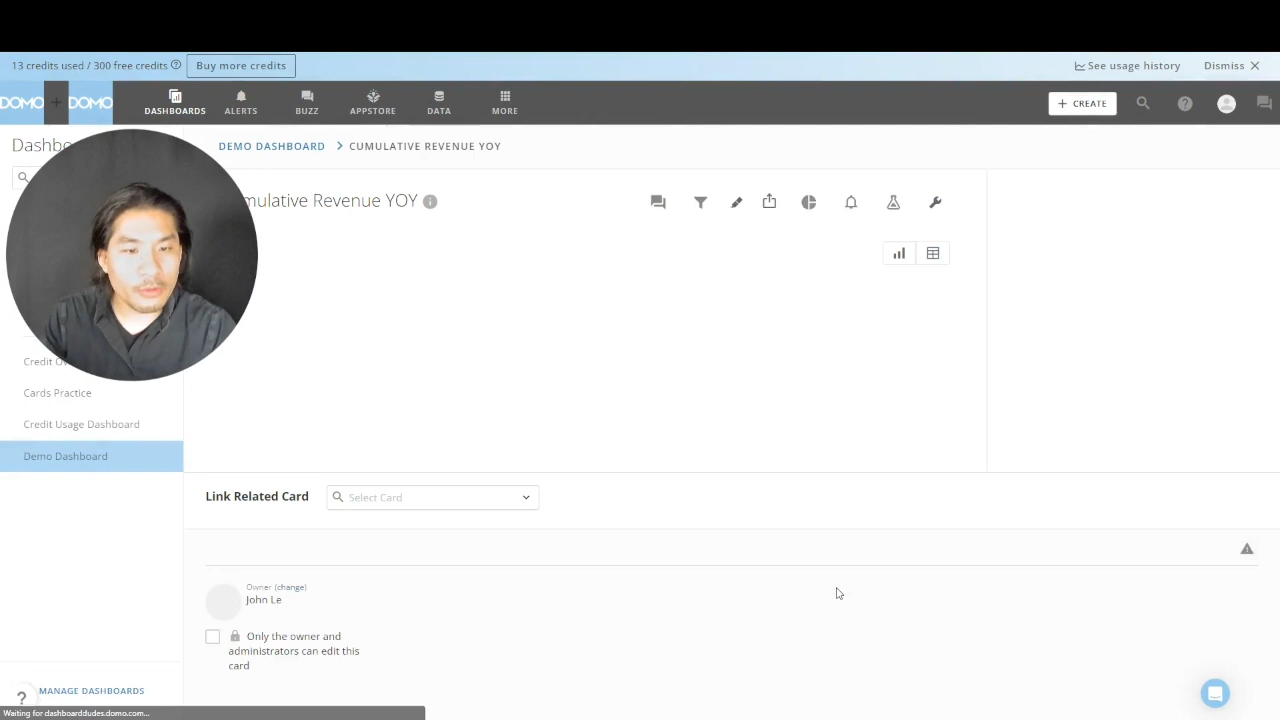 13 credits used / 300 free credits
Buy more credits
See usage history
Dismiss
DOMO
+
DOMO
DASHBOARDS
ALERTS
BUZZ
APPSTORE
DATA
MORE
+ CREATE
DEMO DASHBOARD > CUMULATIVE REVENUE YOY
Revenue YOY
Cards Practice
Credit Usage Dashboard
Demo Dashboard
Link Related Card
Select Card
Owner (change)
John Le
Only the owner and
administrators can edit this
card
MANAGE DASHBOARDS
Waiting for dashboarddudes.domo.com...